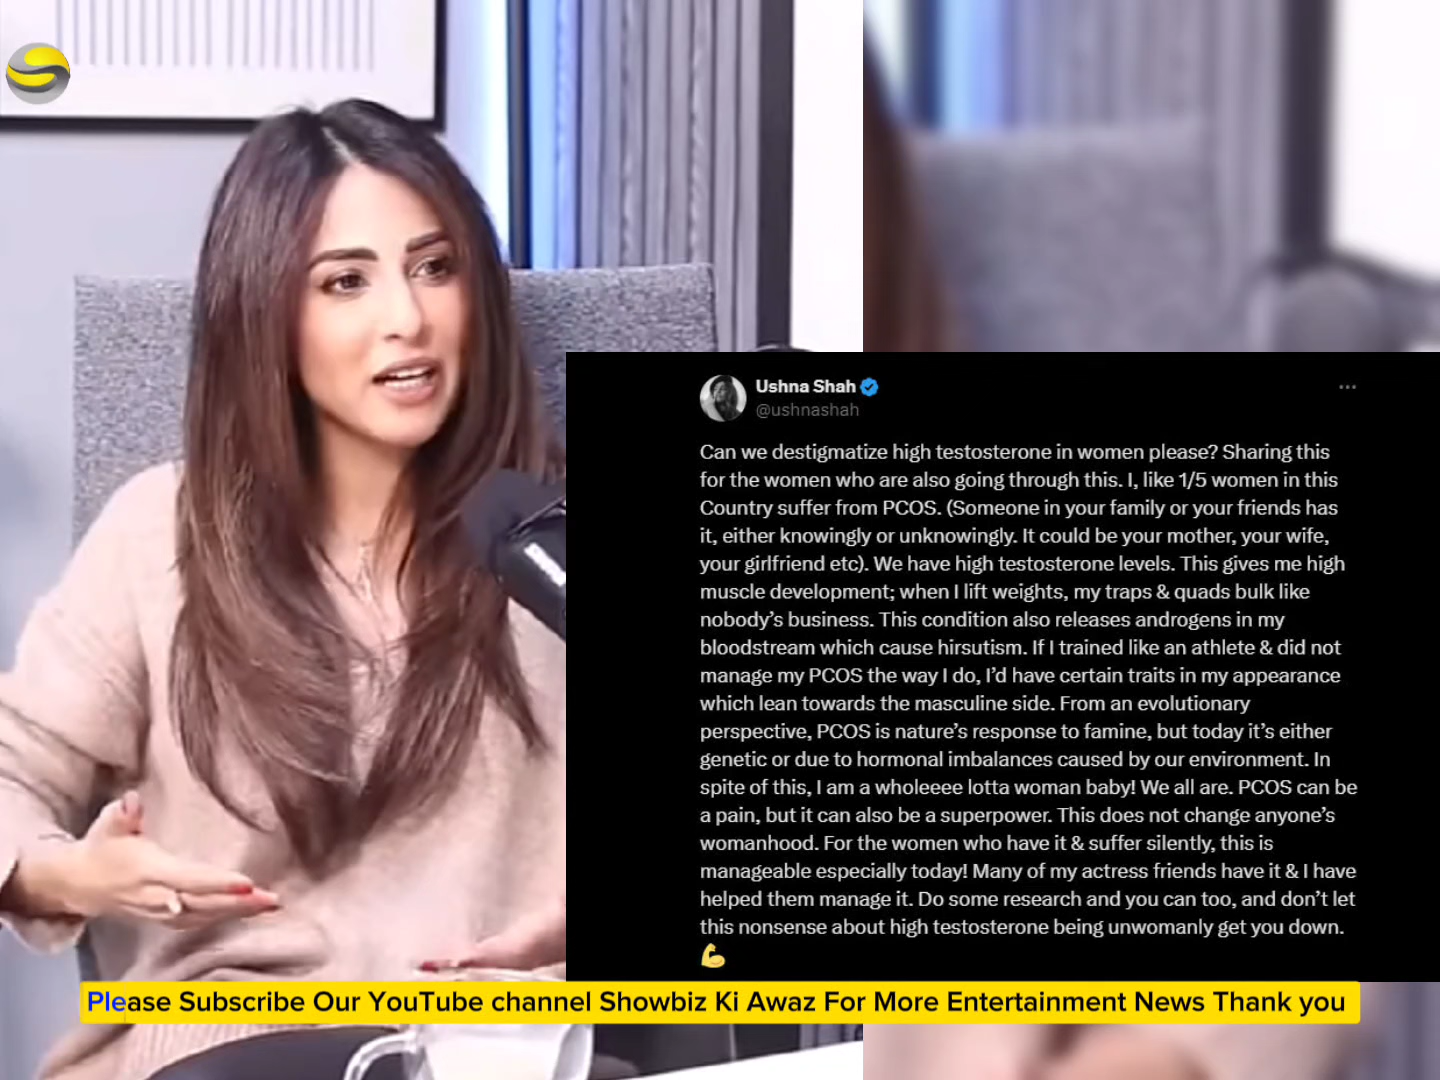 Ushna Shah
@ushnashah
Can we destigmatize high testosterone in women please? Sharing this
for the women who are also going through this. I, like 1/5 women in this
Country suffer from PCOS. (Someone in your family or your friends has
it, either knowingly or unknowingly. It could be your mother, your wife,
your girlfriend etc). We have high testosterone levels. This gives me high
muscle development; when I lift weights, my traps & quads bulk like
nobody’s business. This condition also releases androgens in my
bloodstream which cause hirsutism. If I trained like an athlete & did not
manage my PCOS the way I do, I’d have certain traits in my appearance
which lean towards the masculine side. From an evolutionary
perspective, PCOS is nature’s response to famine, but today it’s either
genetic or due to hormonal imbalances caused by our environment. In
spite of this, I am a wholeeee lotta woman baby! We all are. PCOS can be
a pain, but it can also be a superpower. This does not change anyone’s
womanhood. For the women who have it & suffer silently, this is
manageable especially today! Many of my actress friends have it & I have
helped them manage it. Do some research and you can too, and don’t let
this nonsense about high testosterone being unwomanly get you down.
💪
Please Subscribe Our YouTube channel Showbiz Ki Awaz For More Entertainment News Thank you